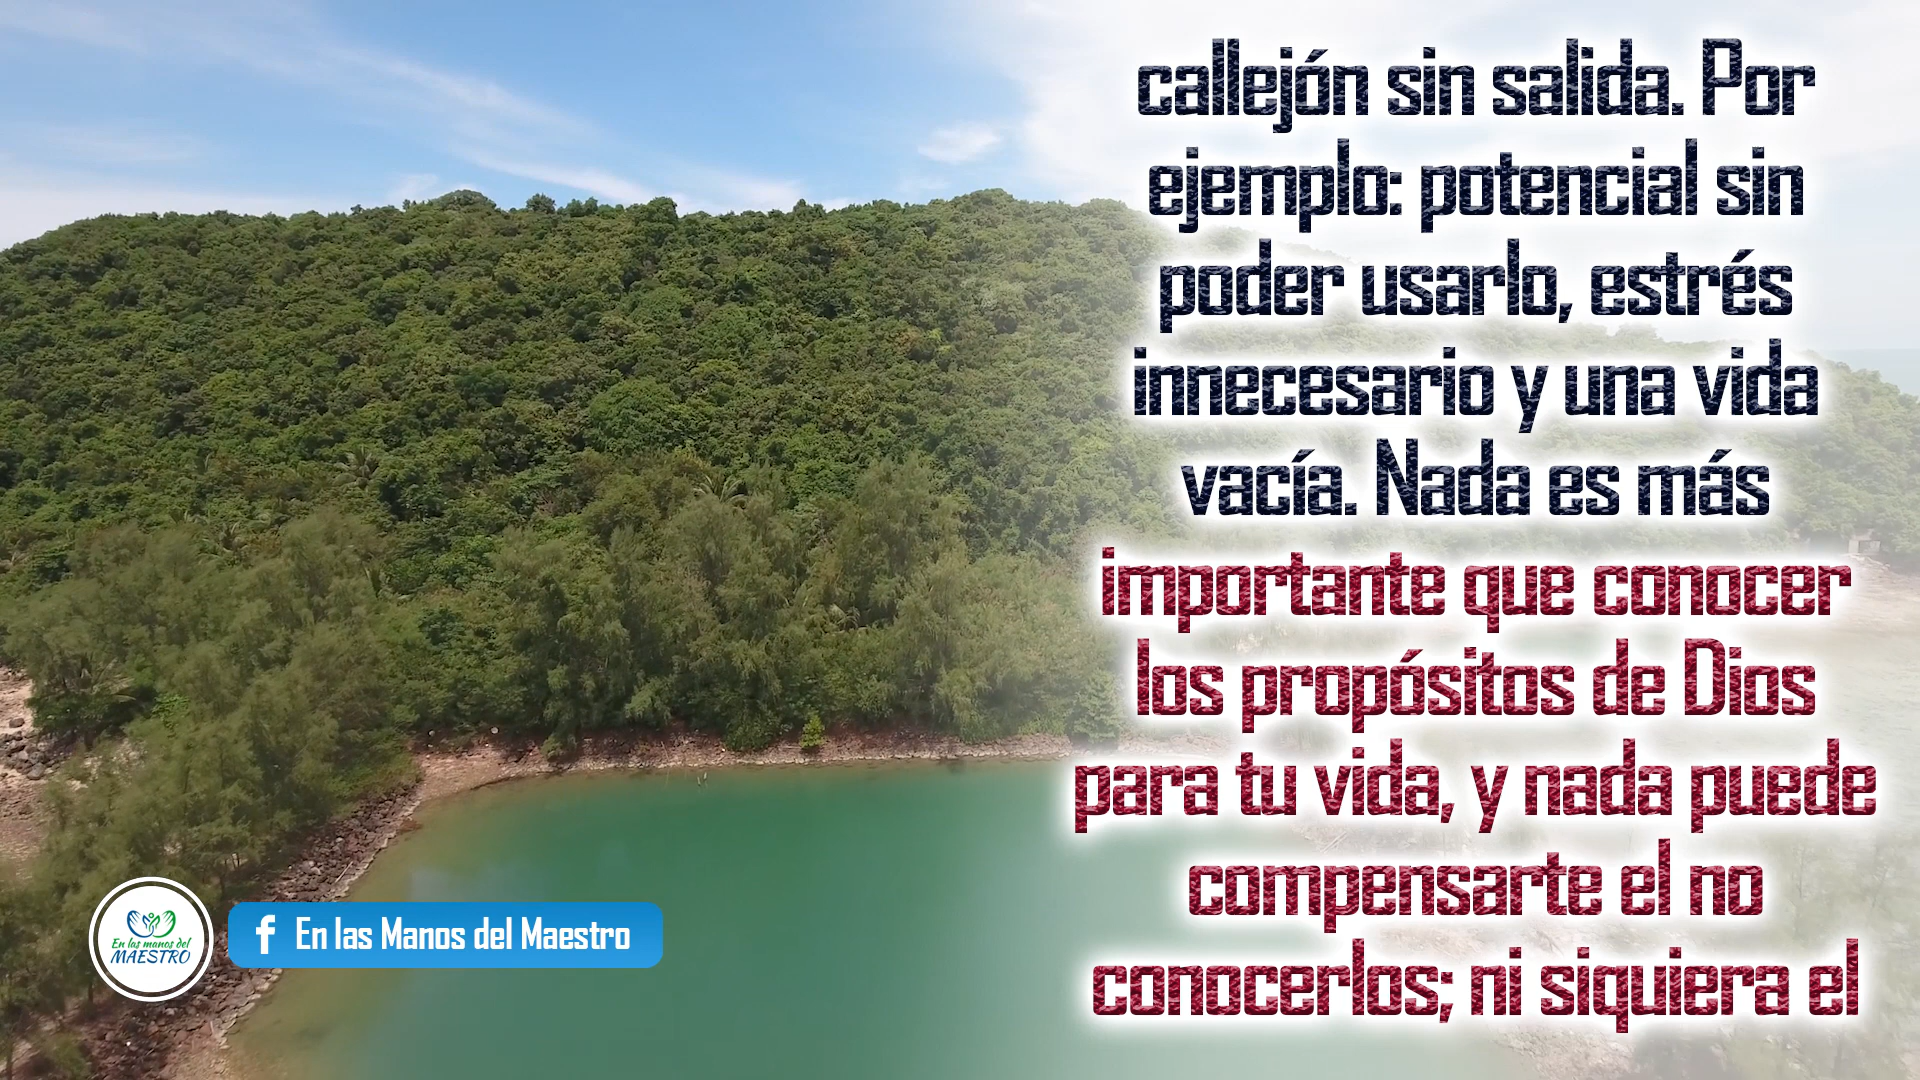 callejón sin salida. Por
ejemplo: potencial sin
poder usarlo, estrés
innecesario y una vida
vacía. Nada es más
importante que conocer
los propósitos de Dios
para tu vida, y nada puede
compensarte el no
conocerlos; ni siquiera el
En las manos del
MAESTRO
f En las Manos del Maestro